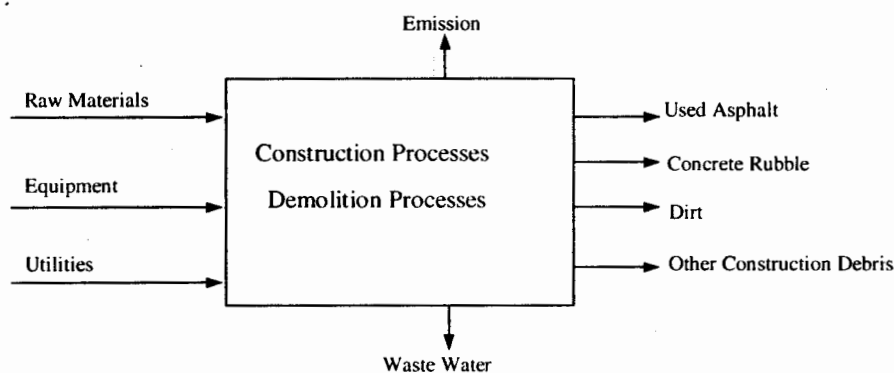 Emission
Raw Materials
Used Asphalt
Construction Processes
Concrete Rubble
Equipment
Demolition Processes
Dirt
Utilities
Other Construction Debris
Waste Water